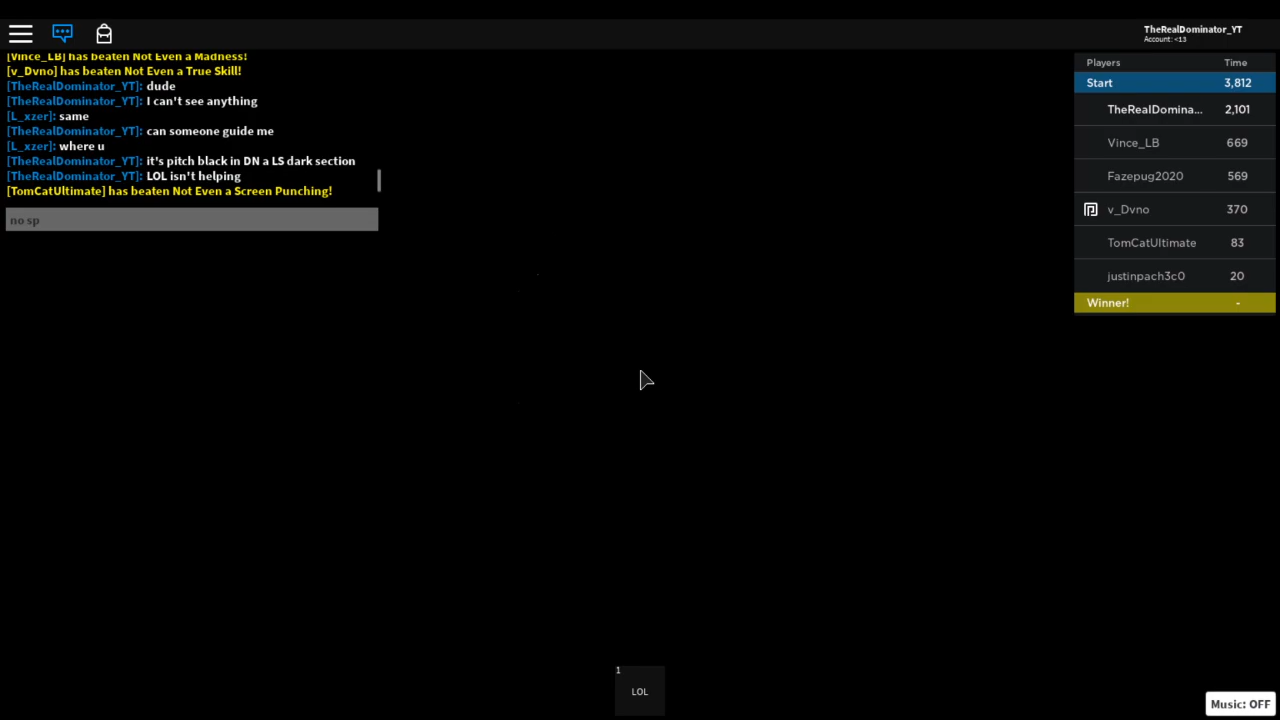 TheRealDominator_YT
Account: <13
[Vince_LB] has beaten Not Even a Madness!
[v_Dvno] has beaten Not Even a True Skill!
[TheRealDominator_YT]: dude
[TheRealDominator_YT]: I can't see anything
[L_xzer]: same
[TheRealDominator_YT]: can someone guide me
[L_xzer]: where u
[TheRealDominator_YT]: it's pitch black in DN a LS dark section
[TheRealDominator_YT]: LOL isn't helping
[TomCatUltimate] has beaten Not Even a Screen Punching!
no sp
Players Time
Start 3,812
TheRealDomina... 2,101
Vince_LB 669
Fazepug2020 569
v_Dvno 370
TomCatUltimate 83
justinpach3c0 20
Winner! -
1
LOL
Music: OFF